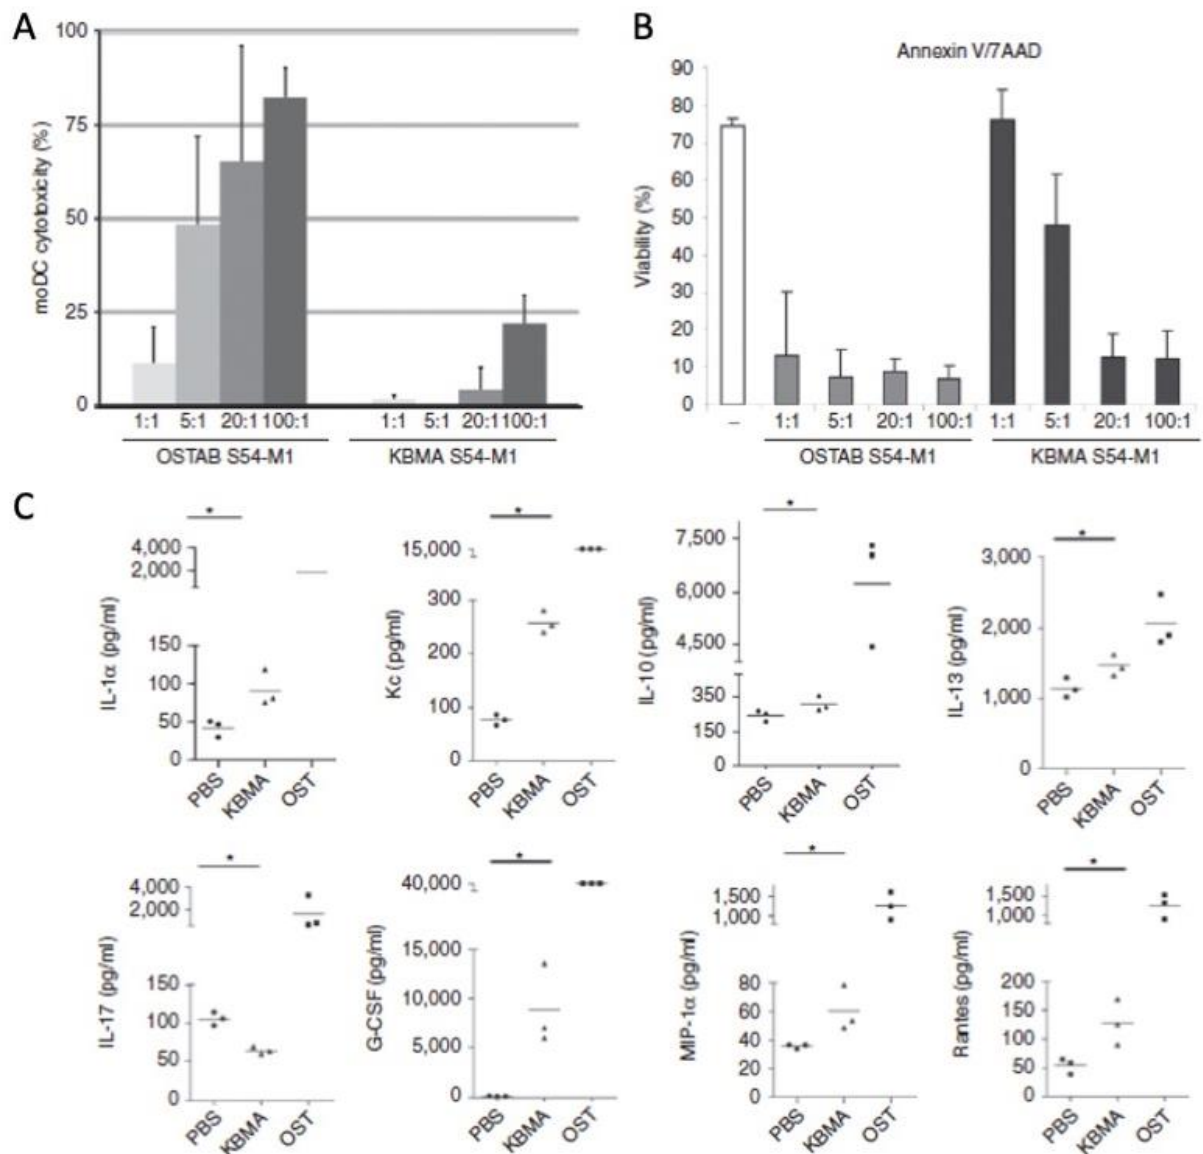 A
100
75
50
25
0
moDC cytotoxicity (%)
1:1 5:1 20:1 100:1 1:1 5:1 20:1 100:1
OSTAB S54-M1 KBMA S54-M1
B
Annexin V/7AAD
90
80
70
60
50
40
30
20
10
0
Viability (%)
– 1:1 5:1 20:1 100:1 1:1 5:1 20:1 100:1
OSTAB S54-M1 KBMA S54-M1
C
*
4,000
2,000
150
100
50
0
IL-1α (pg/ml)
PBS KBMA OST
*
15,000
300
200
100
0
Kc (pg/ml)
PBS KBMA OST
*
7,500
6,000
4,500
350
150
0
IL-10 (pg/ml)
PBS KBMA OST
*
3,000
2,000
1,000
0
IL-13 (pg/ml)
PBS KBMA OST
*
4,000
2,000
150
100
50
0
IL-17 (pg/ml)
PBS KBMA OST
*
40,000
15,000
10,000
5,000
0
G-CSF (pg/ml)
PBS KBMA OST
*
1,500
1,000
80
60
40
20
0
MIP-1α (pg/ml)
PBS KBMA OST
*
1,500
1,000
200
150
100
50
0
Rantes (pg/ml)
PBS KBMA OST